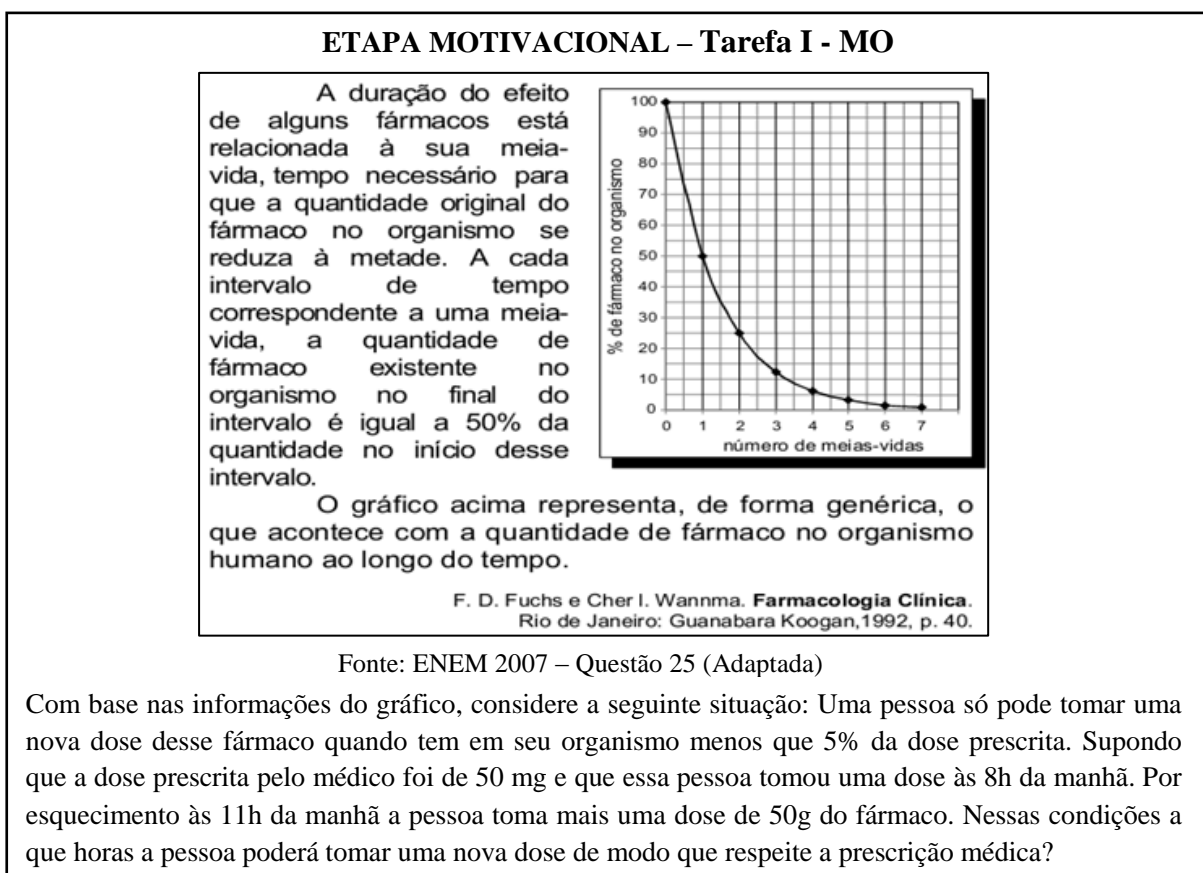 ETAPA MOTIVACIONAL – Tarefa I - MO
A duração do efeito
de alguns fármacos está
relacionada à sua meia-
vida, tempo necessário para
que a quantidade original do
fármaco no organismo se
reduza à metade. A cada
intervalo de tempo
correspondente a uma meia-
vida, a quantidade de
fármaco existente no
organismo no final do
intervalo é igual a 50% da
quantidade no início desse
intervalo.
% de fármaco no organismo
100
90
80
70
60
50
40
30
20
10
0
0 1 2 3 4 5 6 7
número de meias-vidas
O gráfico acima representa, de forma genérica, o
que acontece com a quantidade de fármaco no organismo
humano ao longo do tempo.
F. D. Fuchs e Cher I. Wannma. Farmacologia Clínica.
Rio de Janeiro: Guanabara Koogan,1992, p. 40.
Fonte: ENEM 2007 – Questão 25 (Adaptada)
Com base nas informações do gráfico, considere a seguinte situação: Uma pessoa só pode tomar uma
nova dose desse fármaco quando tem em seu organismo menos que 5% da dose prescrita. Supondo
que a dose prescrita pelo médico foi de 50 mg e que essa pessoa tomou uma dose às 8h da manhã. Por
esquecimento às 11h da manhã a pessoa toma mais uma dose de 50g do fármaco. Nessas condições a
que horas a pessoa poderá tomar uma nova dose de modo que respeite a prescrição médica?